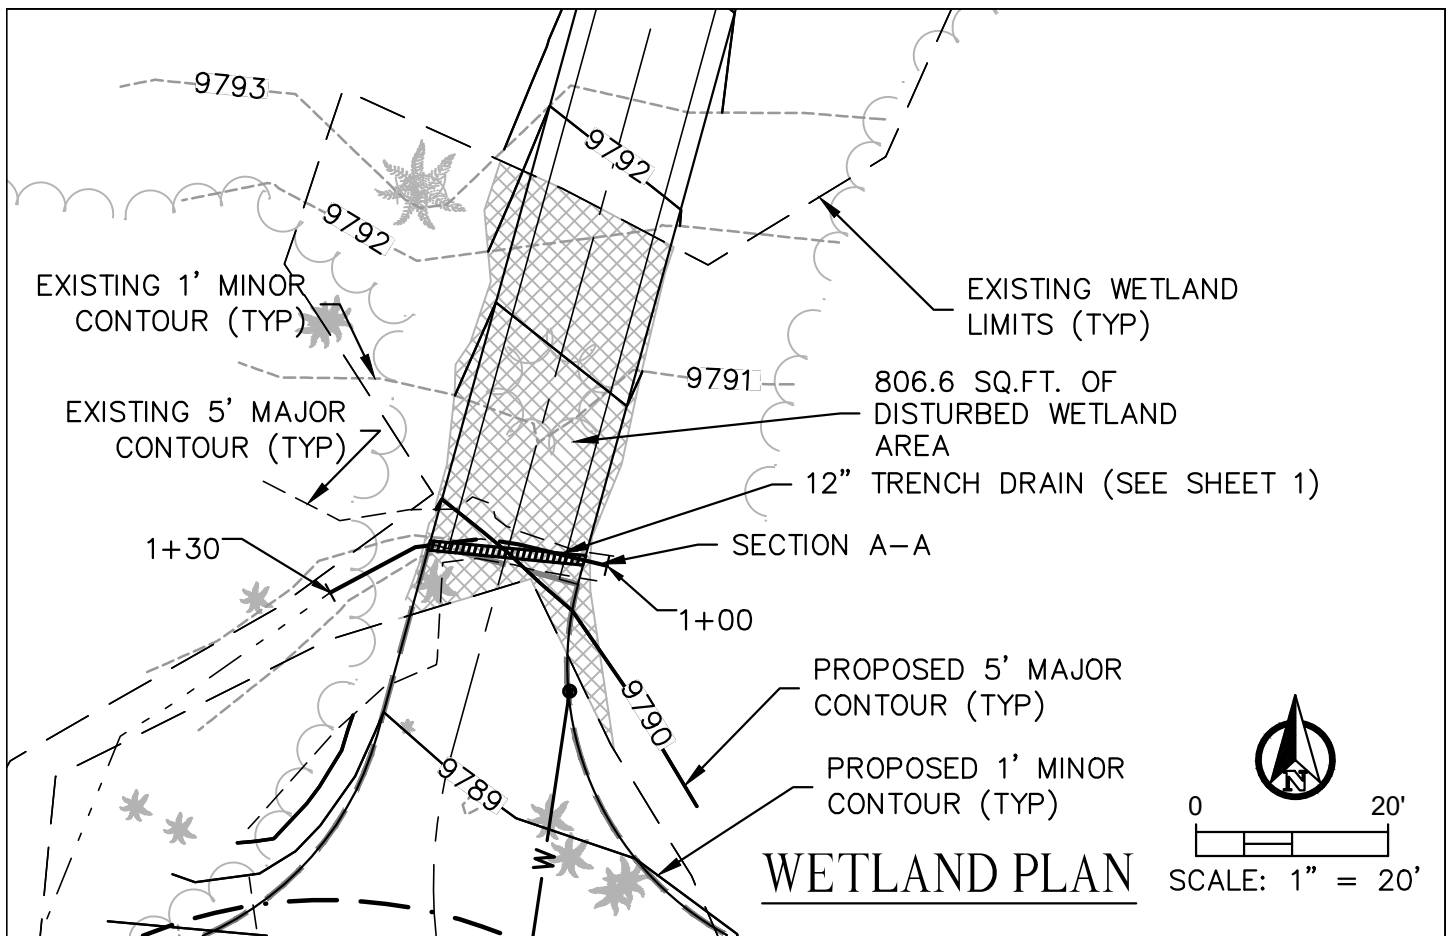 9793
9792
9792
EXISTING 1' MINOR
CONTOUR (TYP)
EXISTING WETLAND
LIMITS (TYP)
9791
806.6 SQ.FT. OF
DISTURBED WETLAND
AREA
EXISTING 5' MAJOR
CONTOUR (TYP)
12" TRENCH DRAIN (SEE SHEET 1)
1+30
SECTION A-A
1+00
PROPOSED 5' MAJOR
CONTOUR (TYP)
9790
9789
PROPOSED 1' MINOR
CONTOUR (TYP)
N
0 20'
W
WETLAND PLAN
SCALE: 1" = 20'